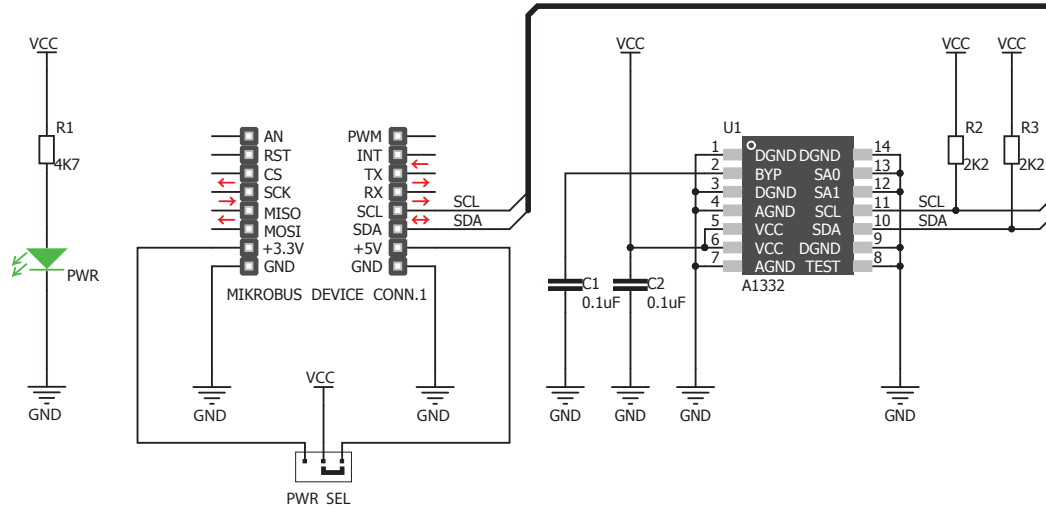 VCC
R1
4K7
PWR
GND
AN
RST
CS
SCK
MISO
MOSI
+3.3V
GND
PWM
INT
TX
RX
SCL
SDA
+5V
GND
SCL
SDA
MIKROBUS DEVICE CONN.1
GND
GND
VCC
PWR SEL
VCC
C1
0.1uF
C2
0.1uF
GND
GND
GND
U1
1 DGND DGND 14
2 BYP SA0 13
3 DGND SA1 12
4 AGND SCL 11
5 VCC SDA 10
6 VCC DGND 9
7 AGND TEST 8
A1332
SCL
SDA
VCC
VCC
R2
2K2
R3
2K2
GND